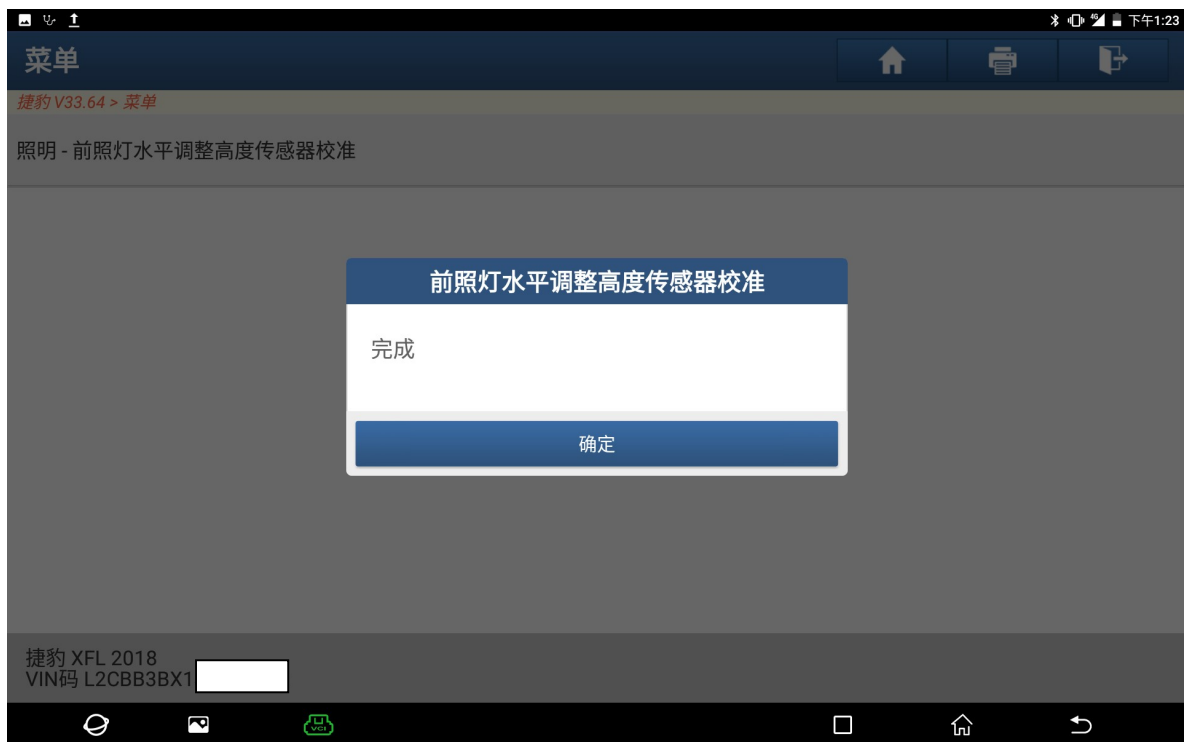 下午1:23
菜单
捷豹 V33.64 > 菜单
照明 - 前照灯水平调整高度传感器校准
前照灯水平调整高度传感器校准
完成
确定
捷豹 XFL 2018
VIN码 L2CBB3BX1
VCI